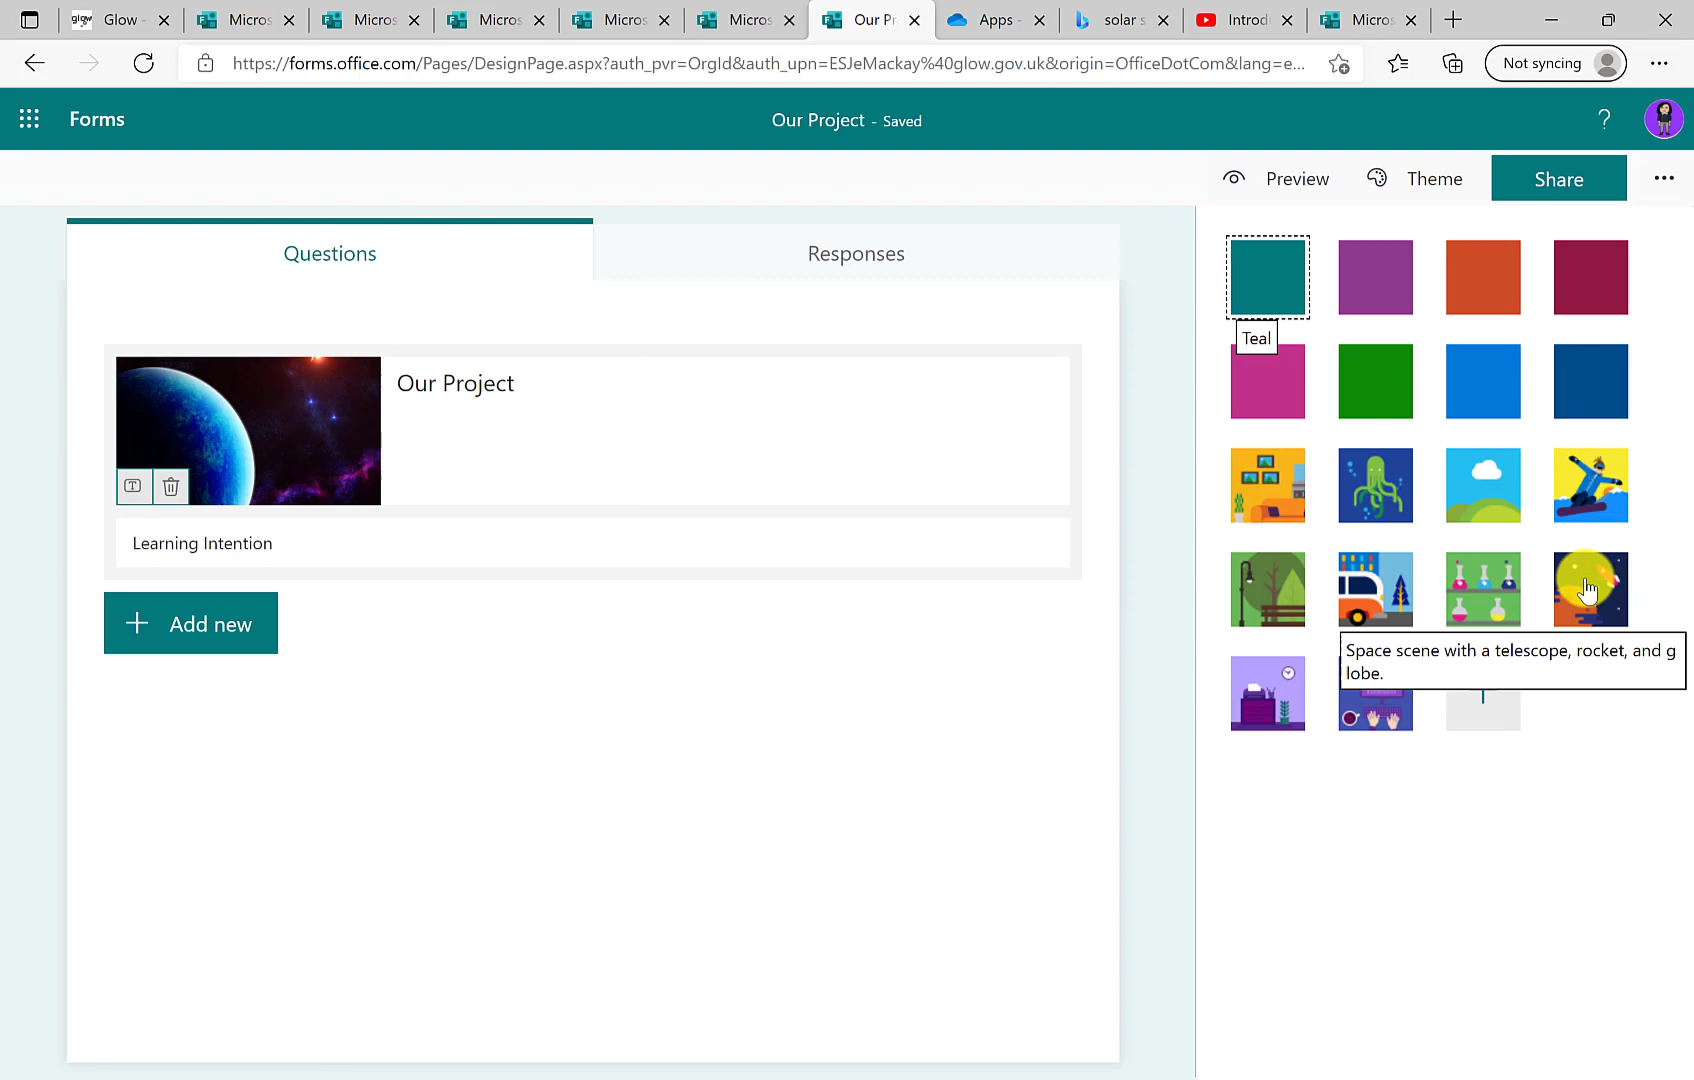 glow Glow -
Micros
Micros
Micros
Micros
Micros
Our Pr
Apps -
solar s
Introdu
Micros
https://forms.office.com/Pages/DesignPage.aspx?auth_pvr=OrgId&auth_upn=ESJeMackay%40glow.gov.uk&origin=OfficeDotCom&lang=e...
Not syncing
Forms
Our Project - Saved
?
Preview
Theme
Share
Questions
Responses
Teal
Our Project
Learning Intention
Add new
Space scene with a telescope, rocket, and g
lobe.